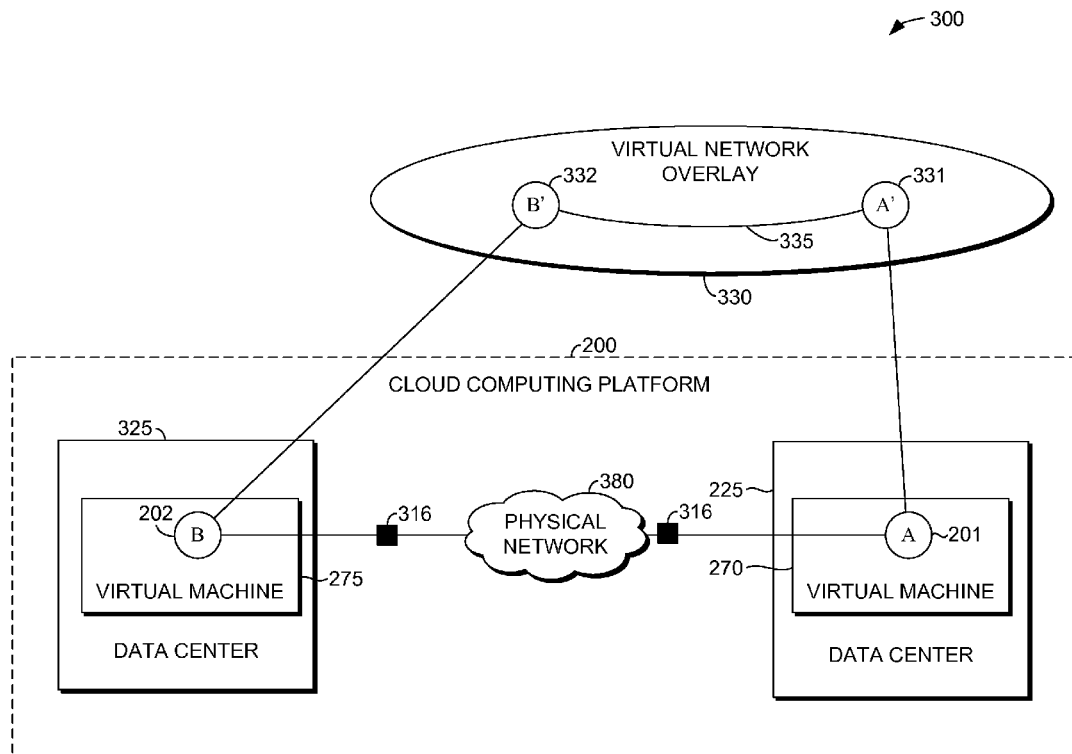 300
VIRTUAL NETWORK
OVERLAY
332
331
B'
A'
335
330
200
CLOUD COMPUTING PLATFORM
325
380
225
316
316
202
B
PHYSICAL
NETWORK
A
201
275
270
VIRTUAL MACHINE
VIRTUAL MACHINE
DATA CENTER
DATA CENTER